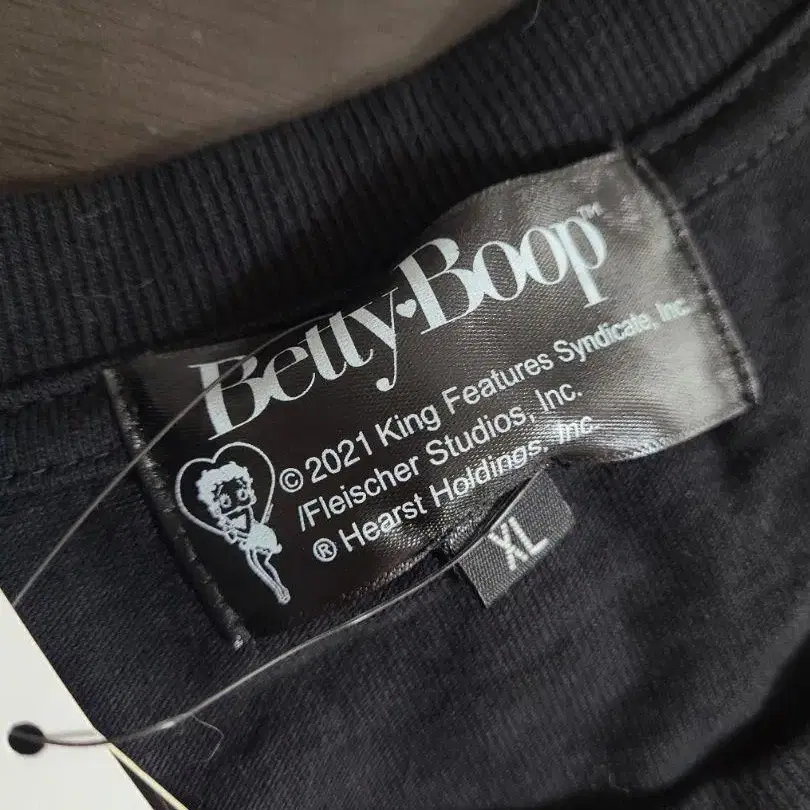 Betty Boop™
© 2021 King Features Syndicate, Inc.
/Fleischer Studios, Inc.
® Hearst Holdings, Inc.
XL